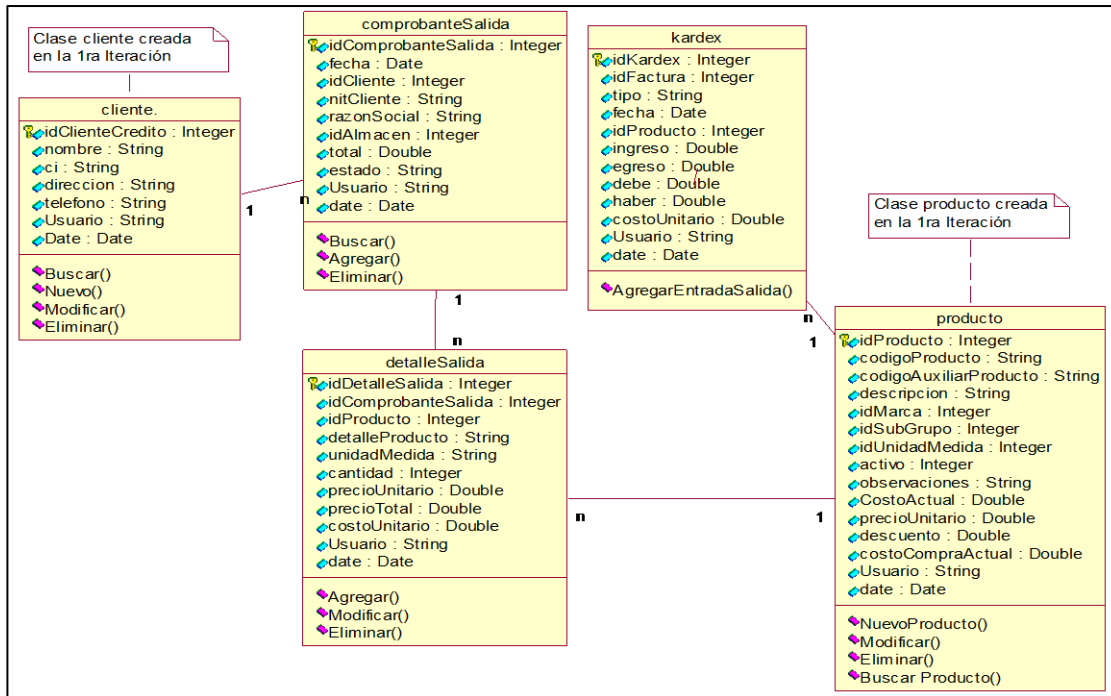 Clase cliente creada
en la 1ra Iteración
cliente.
idClienteCredito : Integer
nombre : String
ci : String
direccion : String
telefono : String
Usuario : String
Date : Date
Buscar()
Nuevo()
Modificar()
Eliminar()
1
n
comprobanteSalida
idComprobanteSalida : Integer
fecha : Date
idCliente : Integer
nitCliente : String
razonSocial : String
idAlmacen : Integer
total : Double
estado : String
Usuario : String
date : Date
Buscar()
Agregar()
Eliminar()
1
n
detalleSalida
idDetalleSalida : Integer
idComprobanteSalida : Integer
idProducto : Integer
detalleProducto : String
unidadMedida : String
cantidad : Integer
precioUnitario : Double
precioTotal : Double
costoUnitario : Double
Usuario : String
date : Date
Agregar()
Modificar()
Eliminar()
n
1
kardex
idKardex : Integer
idFactura : Integer
tipo : String
fecha : Date
idProducto : Integer
ingreso : Double
egreso : Double
debe : Double
haber : Double
costoUnitario : Double
Usuario : String
date : Date
AgregarEntradaSalida()
n
1
Clase producto creada
en la 1ra Iteración
producto
idProducto : Integer
codigoProducto : String
codigoAuxiliarProducto : String
descripcion : String
idMarca : Integer
idSubGrupo : Integer
idUnidadMedida : Integer
activo : Integer
observaciones : String
CostoActual : Double
precioUnitario : Double
descuento : Double
costoCompraActual : Double
Usuario : String
date : Date
NuevoProducto()
Modificar()
Eliminar()
Buscar Producto()